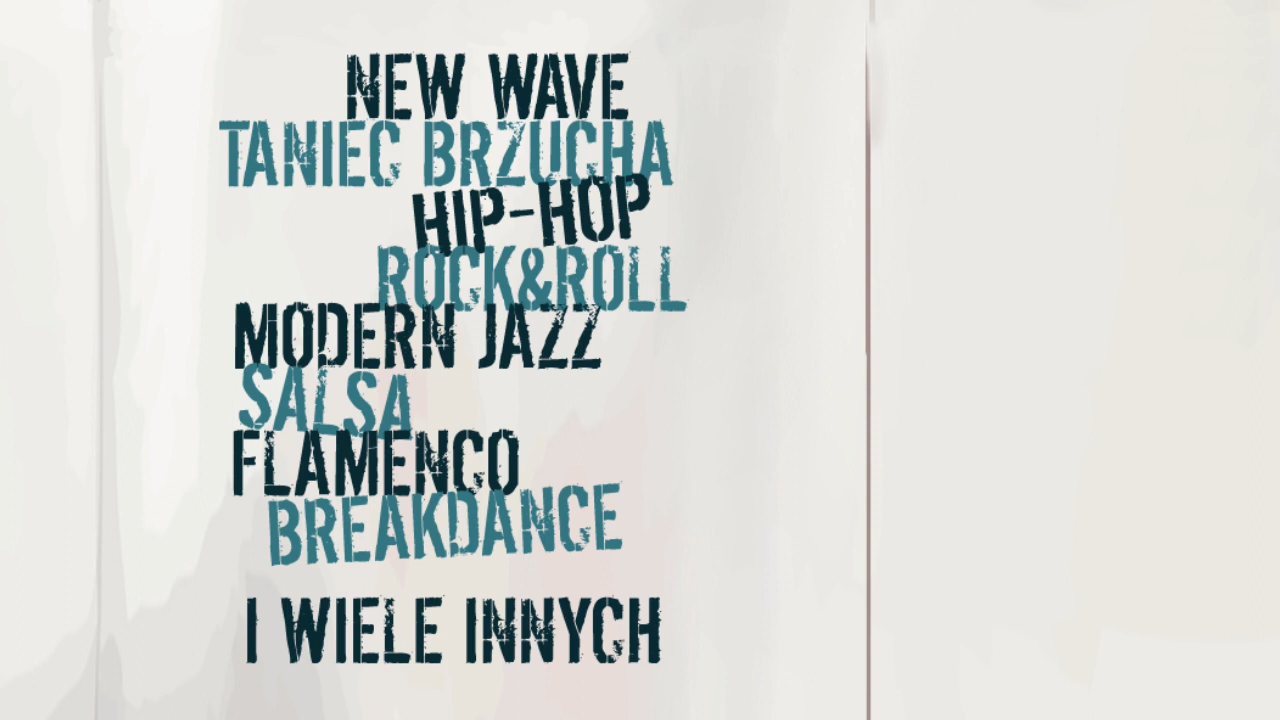 NEW WAVE
TANIEC BRZUCHA
HIP-HOP
ROCK&ROLL
MODERN JAZZ
SALSA
FLAMENCO
BREAKDANCE
I WIELE INNYCH